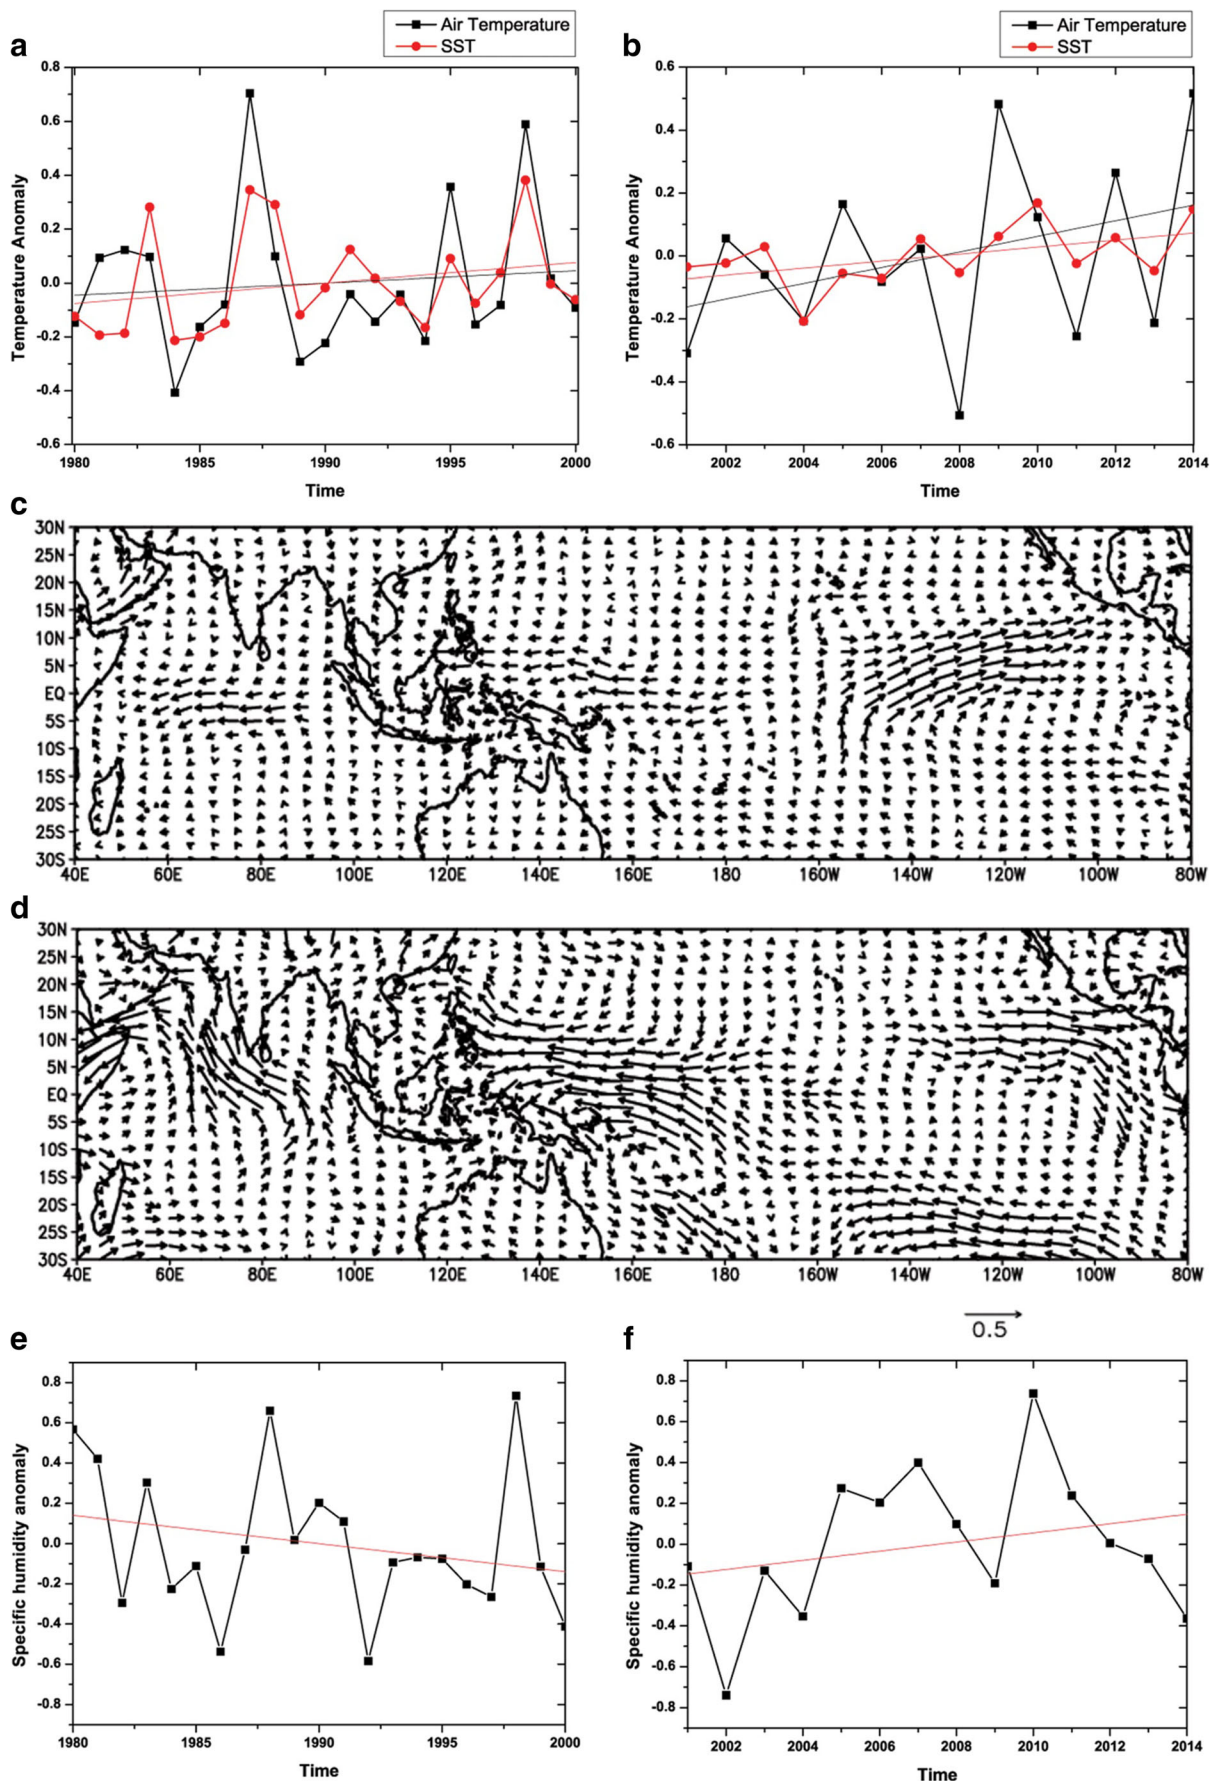 a
Air Temperature
SST
b
Air Temperature
SST
0.8
0.6
0.4
0.2
0.0
-0.2
-0.4
-0.6
Temperature Anomaly
1980 1985 1990 1995 2000
Time
0.6
0.4
0.2
0.0
-0.2
-0.4
-0.6
Temperature Anomaly
2002 2004 2006 2008 2010 2012 2014
Time
c
30N
25N
20N
15N
10N
5N
EQ
5S
10S
15S
20S
25S
30S
40E 60E 80E 100E 120E 140E 160E 180 160W 140W 120W 100W 80W
d
30N
25N
20N
15N
10N
5N
EQ
5S
10S
15S
20S
25S
30S
40E 60E 80E 100E 120E 140E 160E 180 160W 140W 120W 100W 80W
0.5
e
0.8
0.6
0.4
0.2
0.0
-0.2
-0.4
-0.6
-0.8
Specific humidity anomaly
1980 1985 1990 1995 2000
Time
f
0.8
0.6
0.4
0.2
0.0
-0.2
-0.4
-0.6
-0.8
Specific humidity anomaly
2002 2004 2006 2008 2010 2012 2014
Time